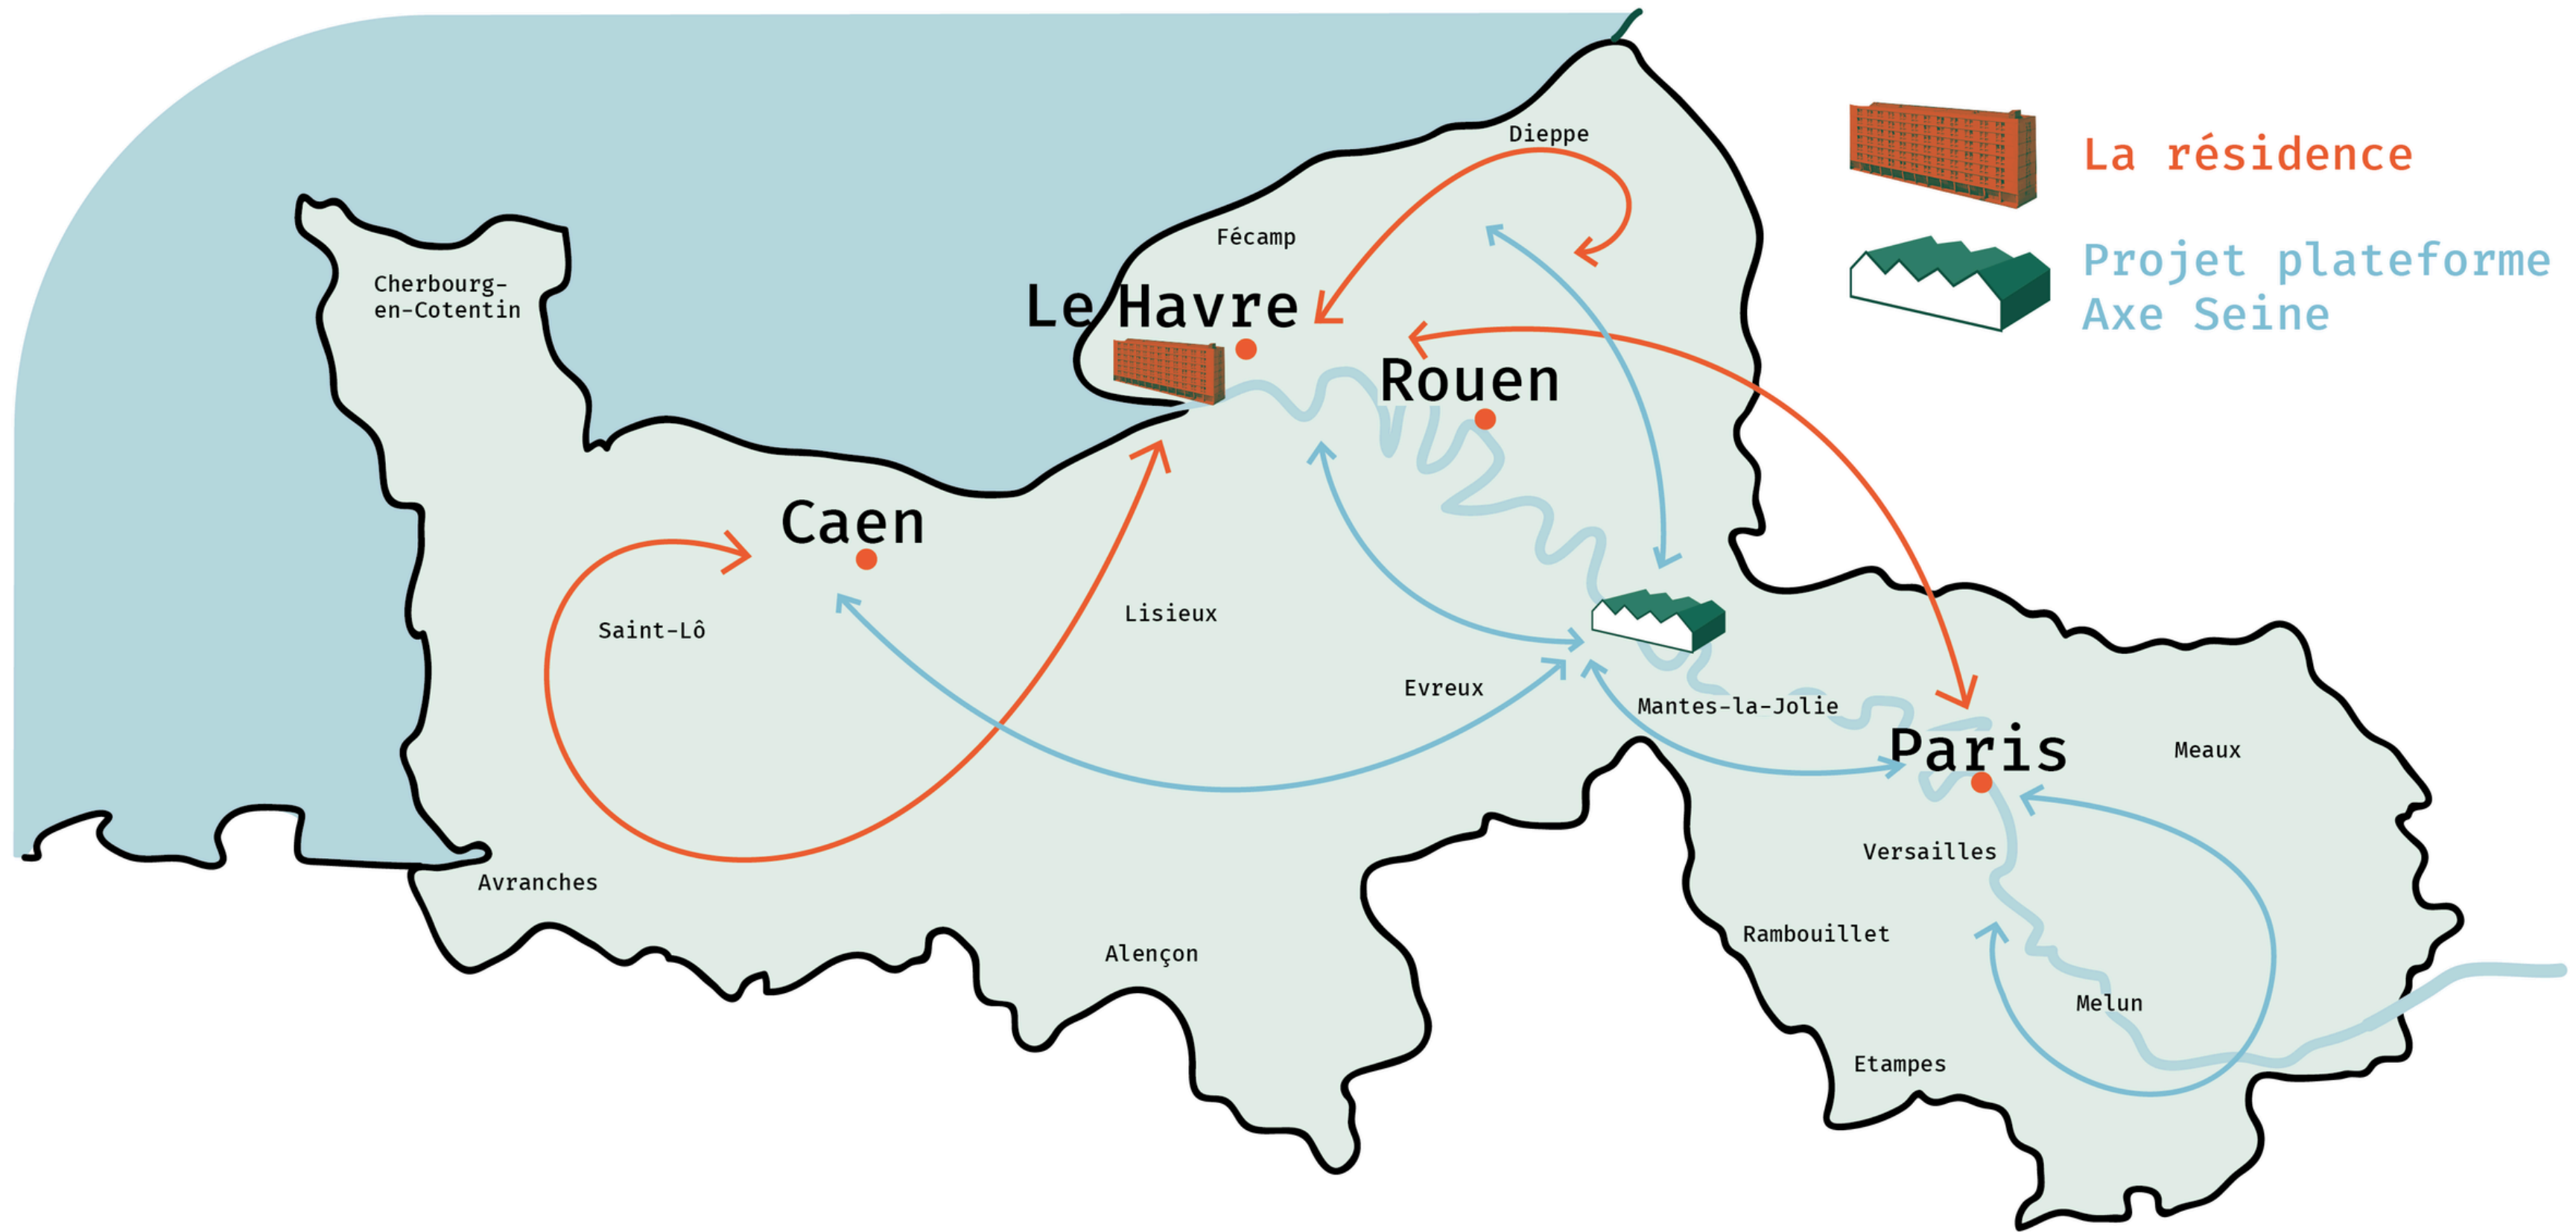 Dieppe
La résidence
Fécamp
Projet plateforme
Axe Seine
Cherbourg-
en-Cotentin
Le Havre
Rouen
Caen
Lisieux
Saint-Lô
Evreux
Mantes-la-Jolie
Paris
Meaux
Versailles
Avranches
Rambouillet
Alençon
Melun
Etampes